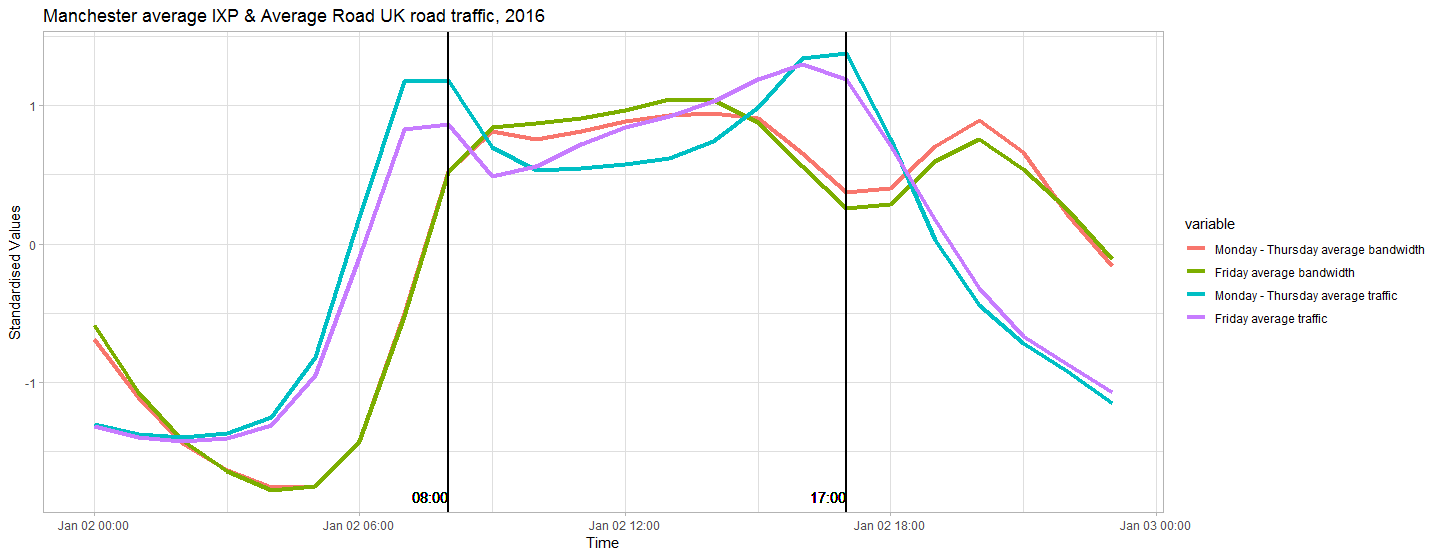 Manchester average IXP & Average Road UK road traffic, 2016
Standardised Values
1
0
-1
08:00
17:00
Jan 02 00:00
Jan 02 06:00
Jan 02 12:00
Jan 02 18:00
Jan 03 00:00
Time
variable
Monday - Thursday average bandwidth
Friday average bandwidth
Monday - Thursday average traffic
Friday average traffic